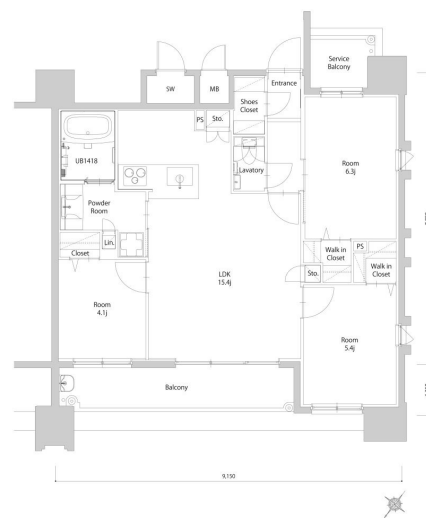 Service
Balcony
SW
MB
Entrance
Shoes
Closet
PS
Sto.
UB1418
Lavatory
Room
6.3j
Powder
Room
Lin.
Closet
Walk in
Closet
PS
LDK
15.4j
Sto.
Walk in
Closet
Room
4.1j
Room
5.4j
Balcony
9,150